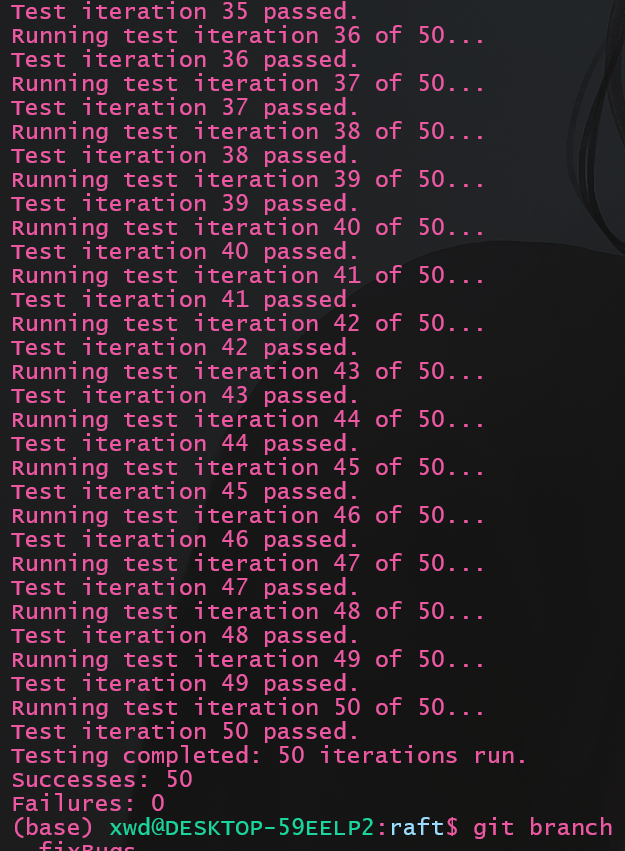 Test iteration 35 passed.
Running test iteration 36 of 50...
Test iteration 36 passed.
Running test iteration 37 of 50...
Test iteration 37 passed.
Running test iteration 38 of 50...
Test iteration 38 passed.
Running test iteration 39 of 50...
Test iteration 39 passed.
Running test iteration 40 of 50...
Test iteration 40 passed.
Running test iteration 41 of 50...
Test iteration 41 passed.
Running test iteration 42 of 50...
Test iteration 42 passed.
Running test iteration 43 of 50...
Test iteration 43 passed.
Running test iteration 44 of 50...
Test iteration 44 passed.
Running test iteration 45 of 50...
Test iteration 45 passed.
Running test iteration 46 of 50...
Test iteration 46 passed.
Running test iteration 47 of 50...
Test iteration 47 passed.
Running test iteration 48 of 50...
Test iteration 48 passed.
Running test iteration 49 of 50...
Test iteration 49 passed.
Running test iteration 50 of 50...
Test iteration 50 passed.
Testing completed: 50 iterations run.
Successes: 50
Failures: 0
(base) xwd@DESKTOP-59EELP2:raft$ git branch
fixBugs